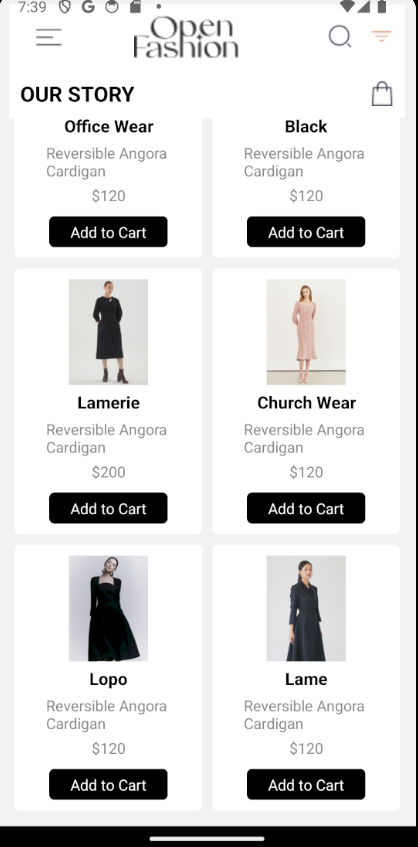 7:39
Open
Fashion
OUR STORY
Office Wear
Reversible Angora
Cardigan
$120
Add to Cart
Black
Reversible Angora
Cardigan
$120
Add to Cart
Lamerie
Reversible Angora
Cardigan
$200
Add to Cart
Church Wear
Reversible Angora
Cardigan
$120
Add to Cart
Lopo
Reversible Angora
Cardigan
$120
Add to Cart
Lame
Reversible Angora
Cardigan
$120
Add to Cart